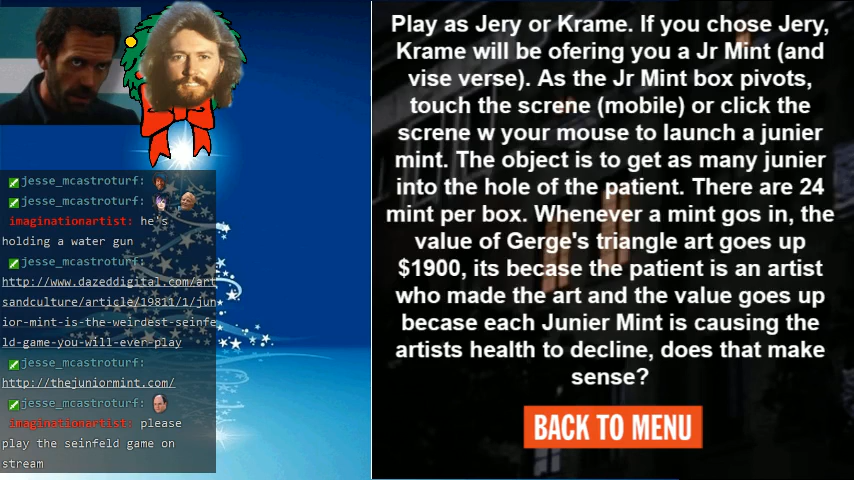 jesse_mcastroturf:
jesse_mcastroturf:
imaginationartist: he's
holding a water gun
jesse_mcastroturf:
http://www.dazeddigital.com/art
sandculture/article/19811/1/jun
ior-mint-is-the-weirdest-seinfe
ld-game-you-will-ever-play
jesse_mcastroturf:
http://thejuniormint.com/
jesse_mcastroturf:
imaginationartist: please
play the seinfeld game on
stream
Play as Jery or Krame. If you chose Jery,
Krame will be ofering you a Jr Mint (and
vise verse). As the Jr Mint box pivots,
touch the screne (mobile) or click the
screne w your mouse to launch a junier
mint. The object is to get as many junier
into the hole of the patient. There are 24
mint per box. Whenever a mint gos in, the
value of Gerge's triangle art goes up
$1900, its becase the patient is an artist
who made the art and the value goes up
becase each Junier Mint is causing the
artists health to decline, does that make
sense?
BACK TO MENU